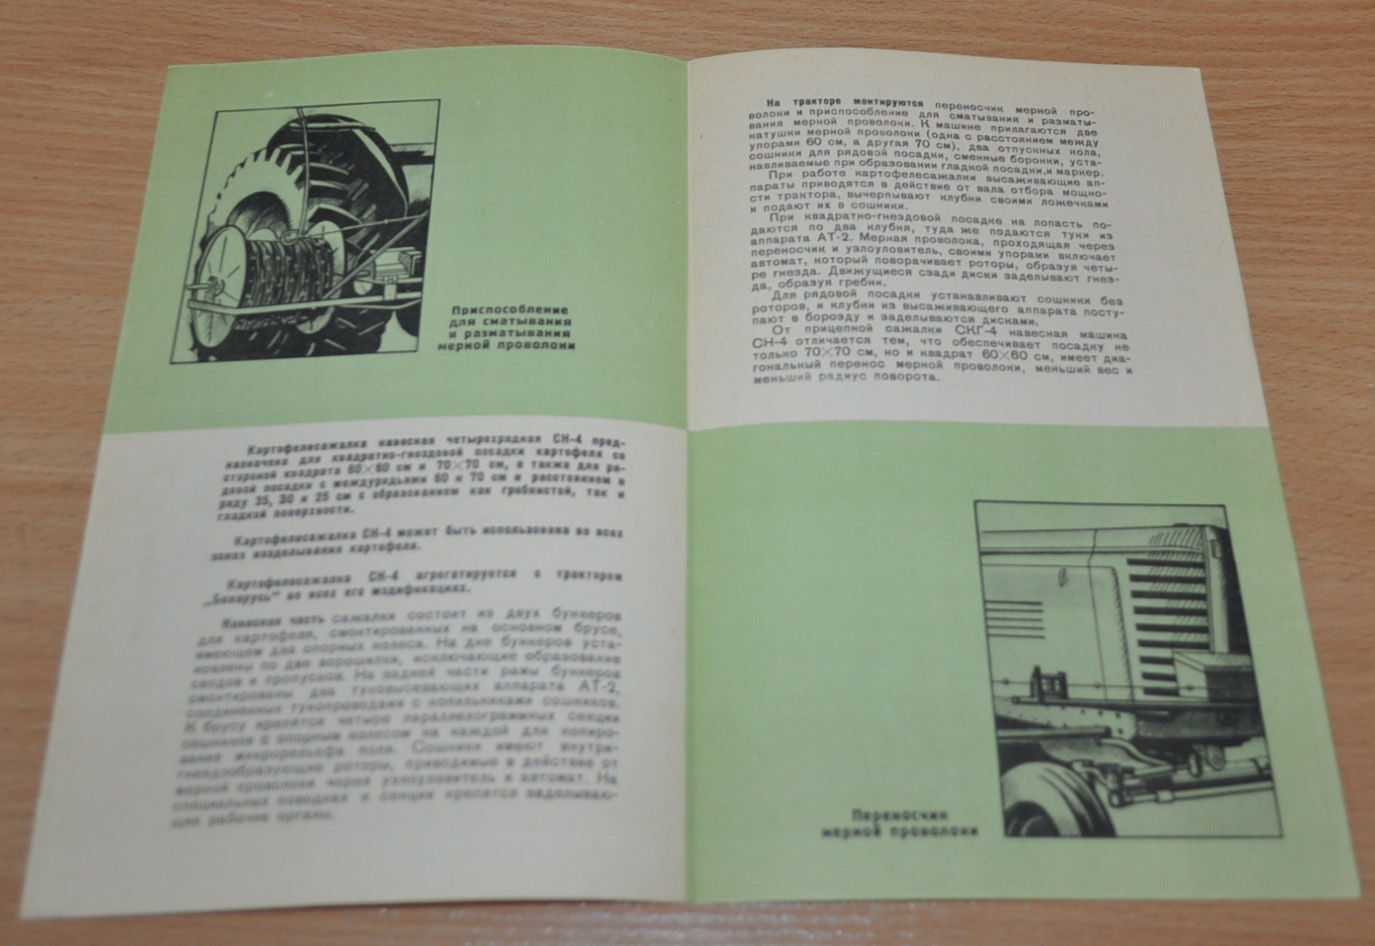 Приспособление
для сматывания
и разматывания
мерной проволоки
Картофелесажалка навесная четырехрядная СН-4 пред-
назначена для квадратно-гнездовой посадки картофеля со
стороной квадрата 60×60 см и 70×70 см, а также для ря-
довой посадки с междурядьями 60 и 70 см и расстоянием в
ряду 35, 30 и 25 см с образованием как гребнистой, так и
гладкой поверхности.
Картофелесажалка СН-4 может быть использована во всех
зонах возделывания картофеля.
Картофелесажалка СН-4 агрегатируется с трактором
„Беларусь“ во всех его модификациях.
Навесная часть сажалки состоит из двух бункеров
для картофеля, смонтированных на основном брусе,
имеющем два опорных колеса. На дне бункеров уста-
новлены по две ворошилки, исключающие образование
сводов и пропусков. На задней части рамы бункеров
смонтированы два туковысевающих аппарата АТ-2,
соединенных тукопроводами с копильниками сошников.
К брусу крепятся четыре параллелограммных секции
сошников с опорным колесом на каждой для копиро-
вания микрорельефа поля. Сошники имеют внутри-
гнездообразующие роторы, приводимые в действие от
мерной проволоки через узлоуловитель и автомат. На
специальных поводках к секции крепятся заделываю-
щие рабочие органы.
На тракторе монтируются переносчик мерной про-
волоки и приспособление для сматывания и разматы-
вания мерной проволоки. К машине прилагаются две
катушки мерной проволоки (одна с расстоянием между
упорами 60 см, а другая 70 см), два отпускных кола,
сошники для рядовой посадки, сменные боронки, уста-
навливаемые при образовании гладкой посадки, и маркер.
При работе картофелесажалки высаживающие ап-
параты приводятся в действие от вала отбора мощно-
сти трактора, вычерпывают клубни своими ложечками
и подают их в сошники.
При квадратно-гнездовой посадке на лопасть по-
даются по два клубня, туда же подаются туки из
аппарата АТ-2. Мерная проволока, проходящая через
переносчик и узлоуловитель, своими упорами включает
автомат, который поворачивает роторы, образуя четы-
ре гнезда. Движущиеся сзади диски заделывают гнез-
да, образуя гребни.
Для рядовой посадки устанавливают сошники без
роторов, и клубни из высаживающего аппарата посту-
пают в борозду и заделываются дисками.
От прицепной сажалки СКГ-4 навесная машина
СН-4 отличается тем, что обеспечивает посадку не
только 70×70 см, но и квадрат 60×60 см, имеет диа-
гональный перенос мерной проволоки, меньший вес и
меньший радиус поворота.
Переносчик
мерной проволоки